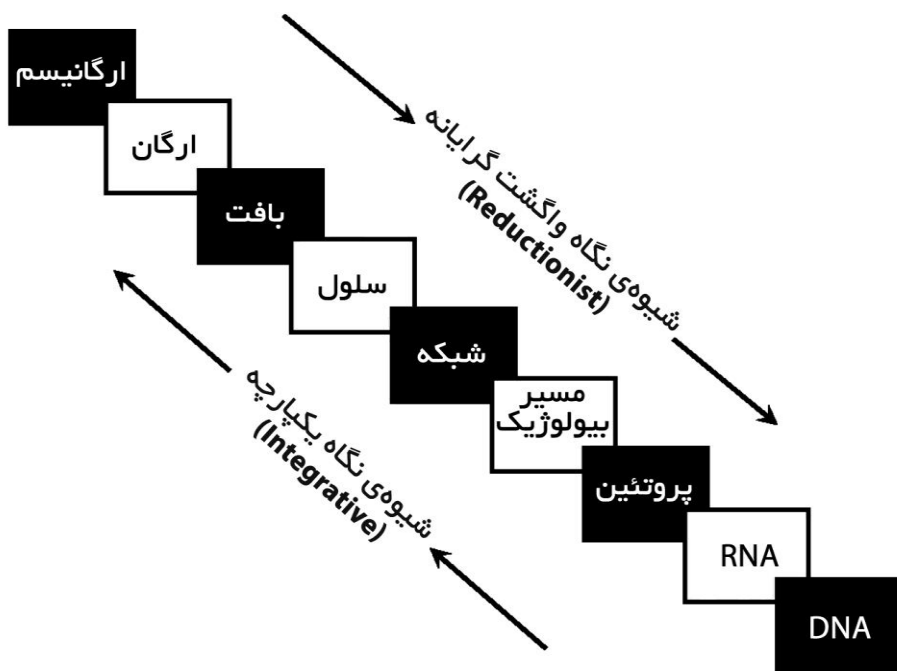 ارگانیسم
ارگان
بافت
سلول
شبکه
مسیر
بیولوژیک
پروتئین
RNA
DNA
شیوه‌ی نگاه واگشت گرایانه
(Reductionist)
شیوه‌ی نگاه یکپارچه
(Integrative)